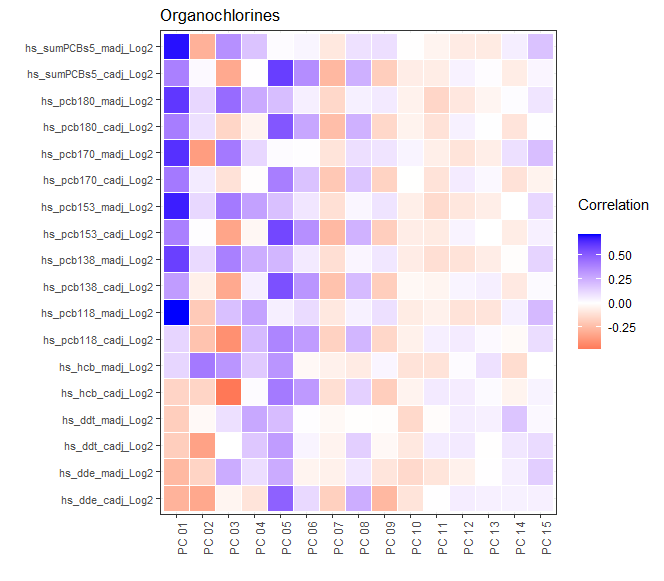 Organochlorines
hs_sumPCBs5_madj_Log2
hs_sumPCBs5_cadj_Log2
hs_pcb180_madj_Log2
hs_pcb180_cadj_Log2
hs_pcb170_madj_Log2
hs_pcb170_cadj_Log2
hs_pcb153_madj_Log2
hs_pcb153_cadj_Log2
hs_pcb138_madj_Log2
hs_pcb138_cadj_Log2
hs_pcb118_madj_Log2
hs_pcb118_cadj_Log2
hs_hcb_madj_Log2
hs_hcb_cadj_Log2
hs_ddt_madj_Log2
hs_ddt_cadj_Log2
hs_dde_madj_Log2
hs_dde_cadj_Log2
PC 01
PC 02
PC 03
PC 04
PC 05
PC 06
PC 07
PC 08
PC 09
PC 10
PC 11
PC 12
PC 13
PC 14
PC 15
Correlation
0.50
0.25
0.00
-0.25